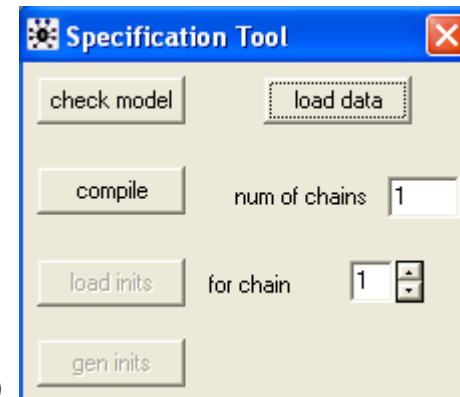 Specification Tool
check model load data
compile num of chains 1
load inits for chain 1
gen inits
)